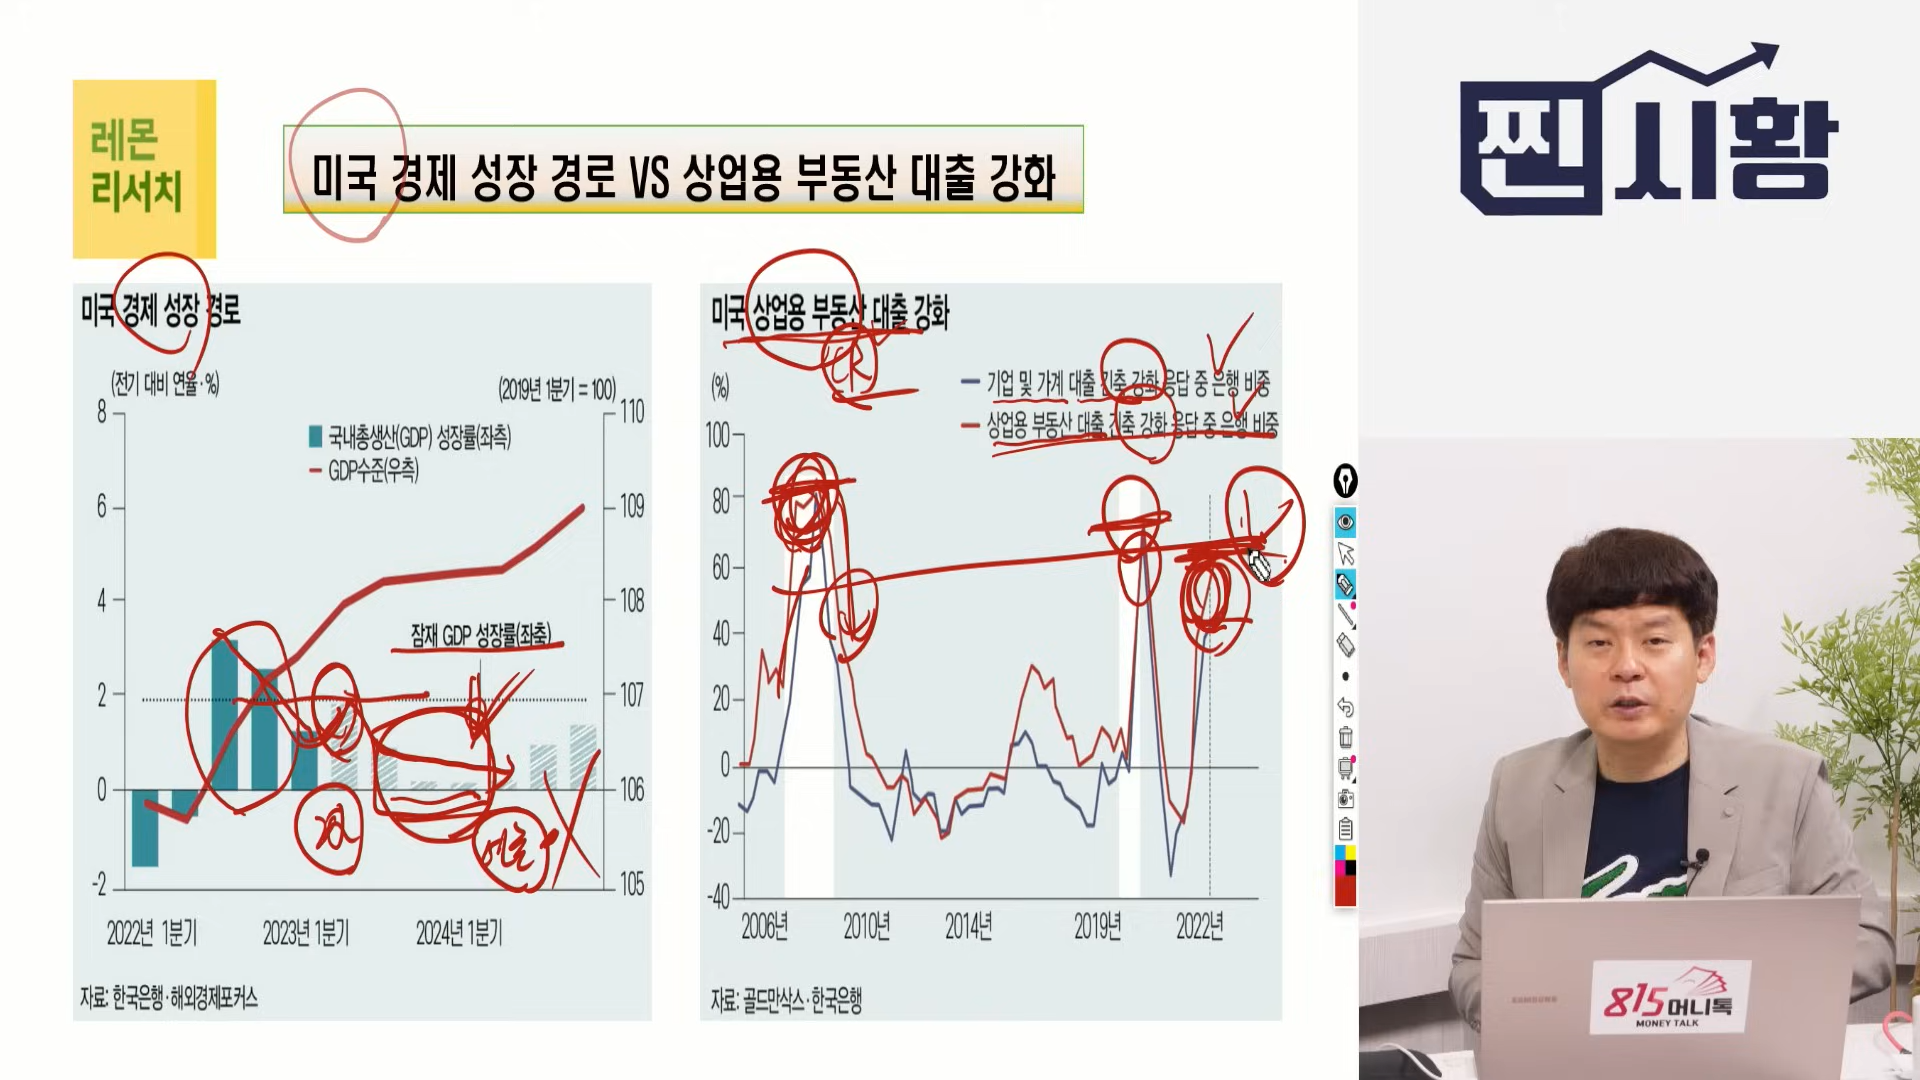 레몬
리서치
미국 경제 성장 경로 VS 상업용 부동산 대출 강화
찐시황
미국 경제 성장 경로
(전기 대비 연율·%)
(2019년 1분기 = 100)
국내총생산(GDP) 성장률(좌측)
GDP수준(우측)
잠재 GDP 성장률(좌축)
8
6
4
2
0
-2
110
109
108
107
106
105
2022년 1분기
2023년 1분기
2024년 1분기
자료: 한국은행·해외경제포커스
미국 상업용 부동산 대출 강화
CR
(%)
기업 및 가계 대출 긴축 강화 응답 중 은행 비중
상업용 부동산 대출 긴축 강화 응답 중 은행 비중
100
80
60
40
20
0
-20
-40
2006년
2010년
2014년
2019년
2022년
자료: 골드만삭스·한국은행
SAMSUNG
815머니톡
MONEY TALK